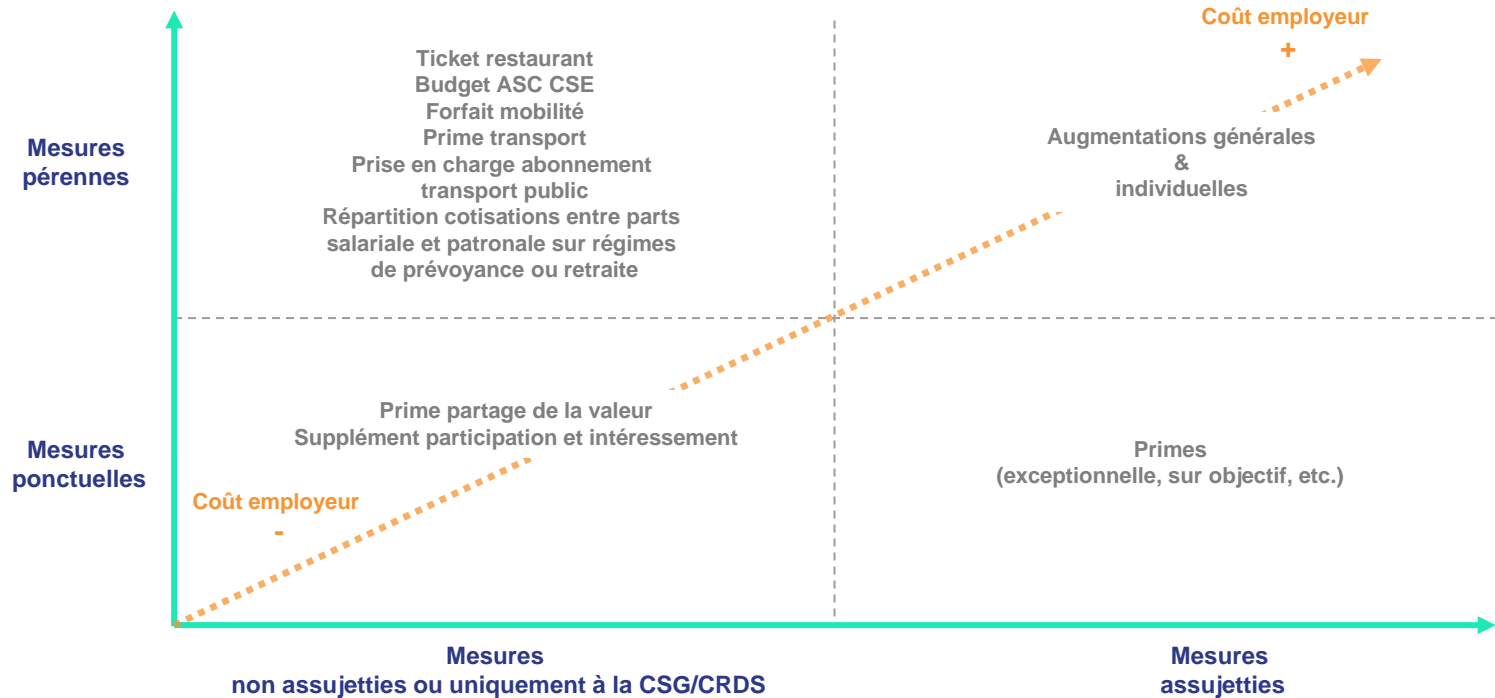 Coût employeur
+
Ticket restaurant
Budget ASC CSE
Forfait mobilité
Prime transport
Prise en charge abonnement
transport public
Répartition cotisations entre parts
salariale et patronale sur régimes
de prévoyance ou retraite
Mesures
pérennes
Augmentations générales
&
individuelles
Prime partage de la valeur
Supplément participation et intéressement
Mesures
ponctuelles
Primes
(exceptionnelle, sur objectif, etc.)
Coût employeur
-
Mesures
non assujetties ou uniquement à la CSG/CRDS
Mesures
assujetties